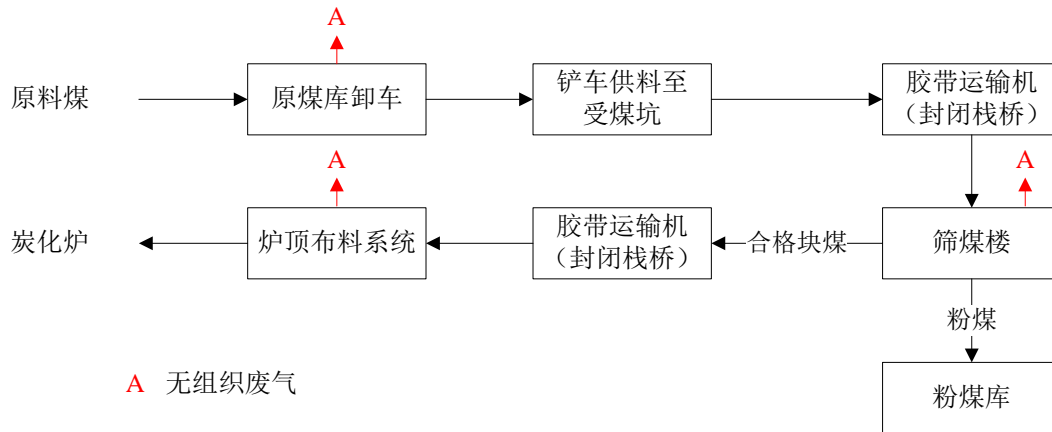 A
原料煤
原煤库卸车
铲车供料至
受煤坑
胶带运输机
（封闭栈桥）
A
A
炭化炉
炉顶布料系统
胶带运输机
（封闭栈桥）
合格块煤
筛煤楼
粉煤
A 无组织废气
粉煤库